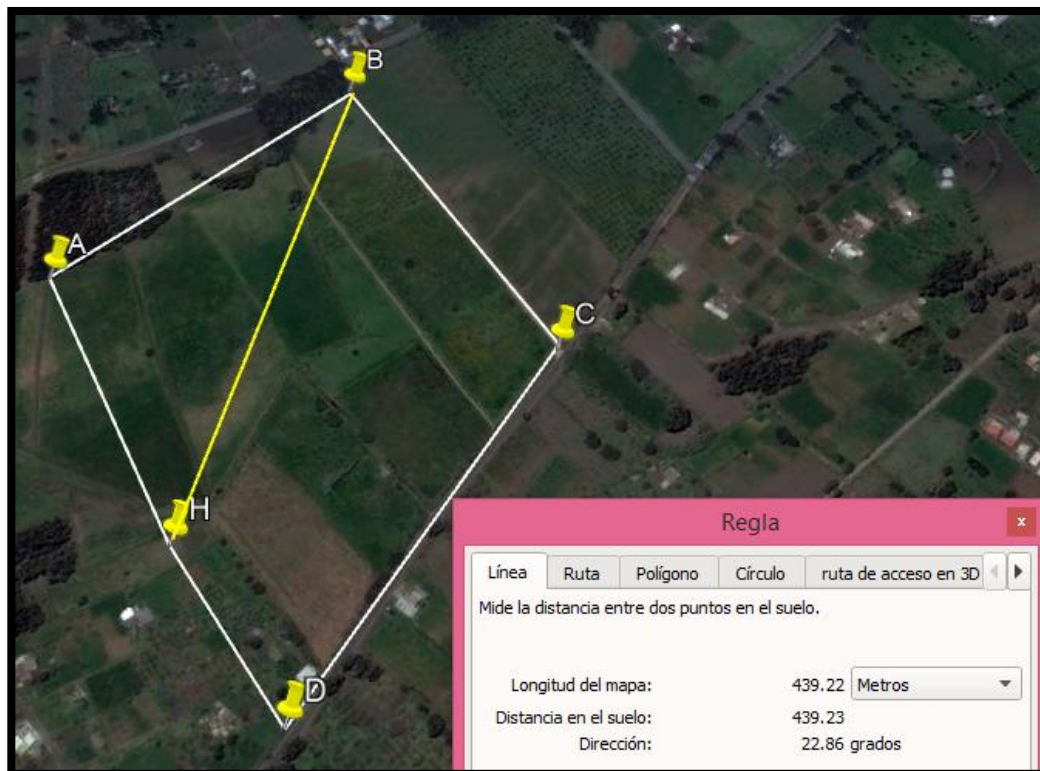 B
A
C
H
D
Regla
x
Línea Ruta Polígono Círculo ruta de acceso en 3D
Mide la distancia entre dos puntos en el suelo.
Longitud del mapa: 439.22 Metros
Distancia en el suelo: 439.23
Dirección: 22.86 grados